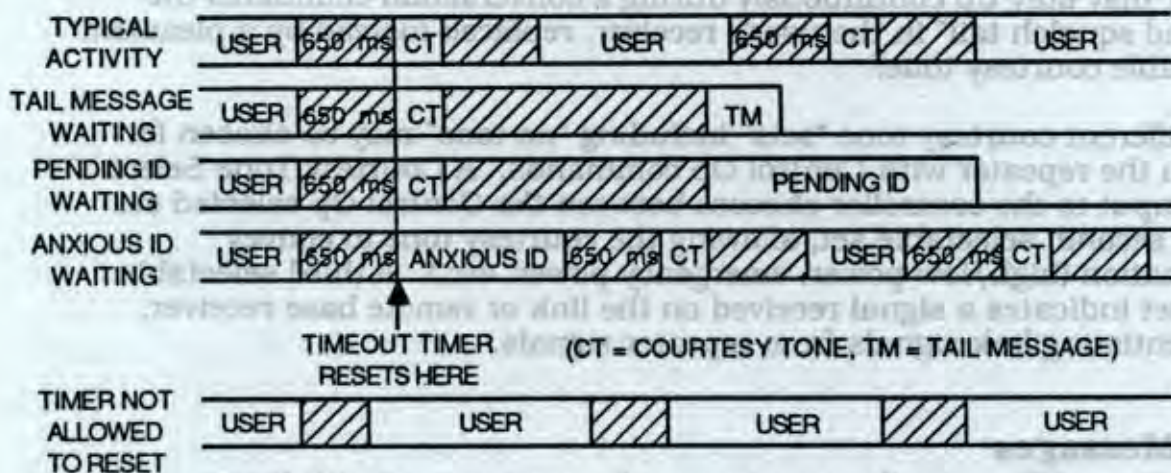 TYPICAL
ACTIVITY
USER 650 ms CT USER 650 ms CT USER
TAIL MESSAGE
WAITING
USER 650 ms CT TM
PENDING ID
WAITING
USER 650 ms CT PENDING ID
ANXIOUS ID
WAITING
USER 650 ms ANXIOUS ID 650 ms CT USER 650 ms CT
TIMEOUT TIMER
RESETS HERE
(CT = COURTESY TONE, TM = TAIL MESSAGE)
TIMER NOT
ALLOWED
TO RESET
USER USER USER